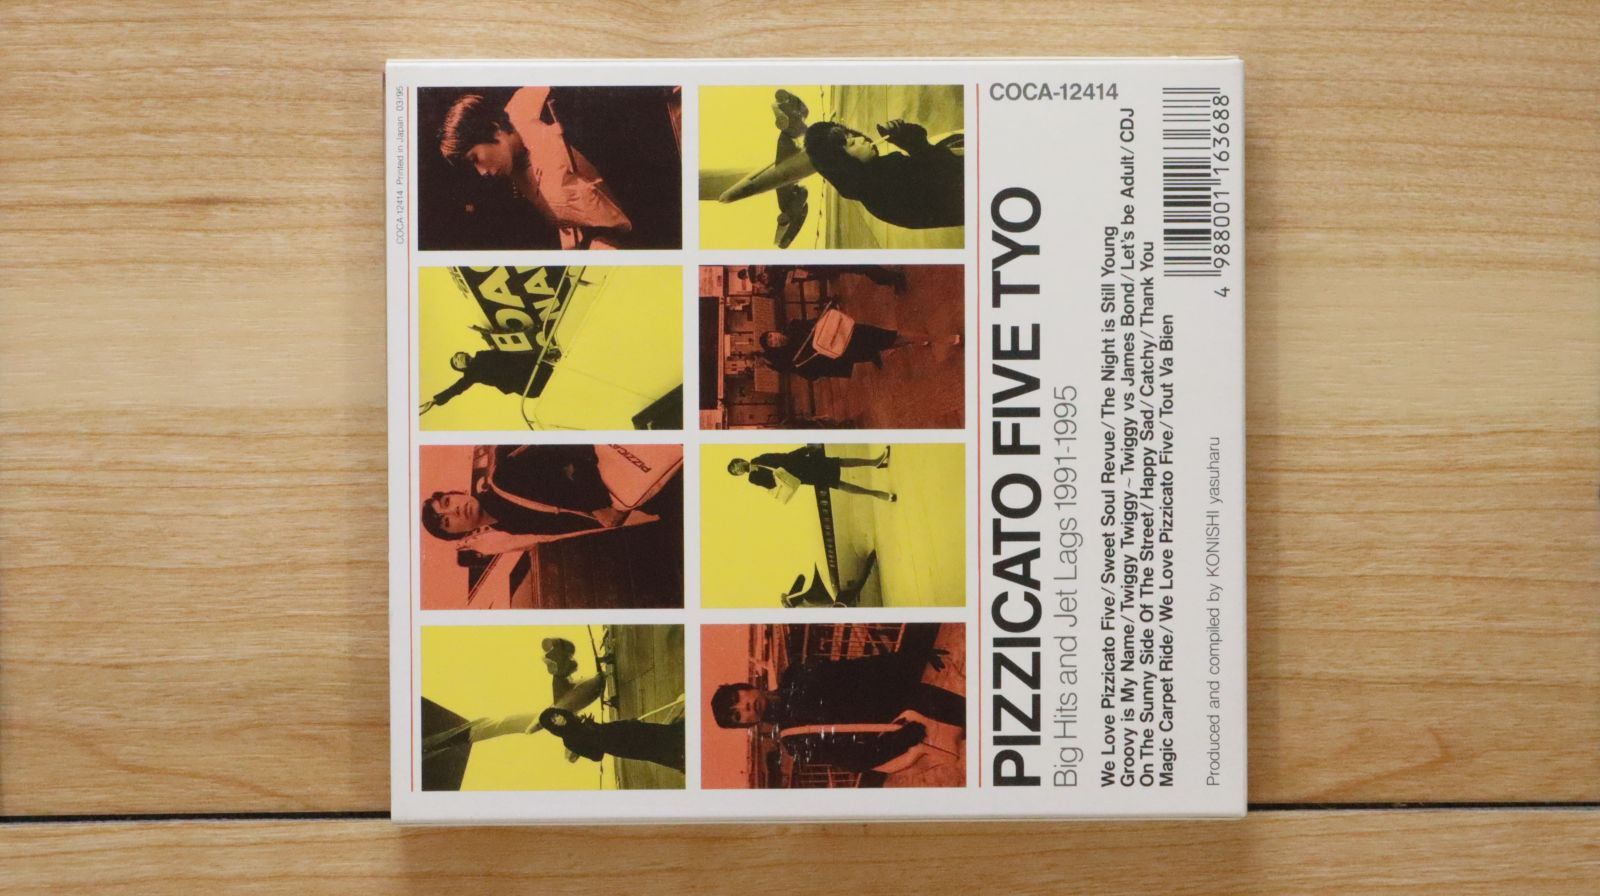 COCA-12414 Printed in Japan 03/95
BOAC
PIZZICA
COCA-12414
PIZZICATO FIVE TYO
Big Hits and Jet Lags 1991-1995
We Love Pizzicato Five/Sweet Soul Revue/The Night is Still Young
Groovy is My Name/Twiggy Twiggy~Twiggy vs James Bond/Let's be Adult/CDJ
On The Sunny Side Of The Street/Happy Sad/Catchy/Thank You
Magic Carpet Ride/We Love Pizzicato Five/Tout Va Bien
4 988001 163688
Produced and compiled by KONISHI yasuharu